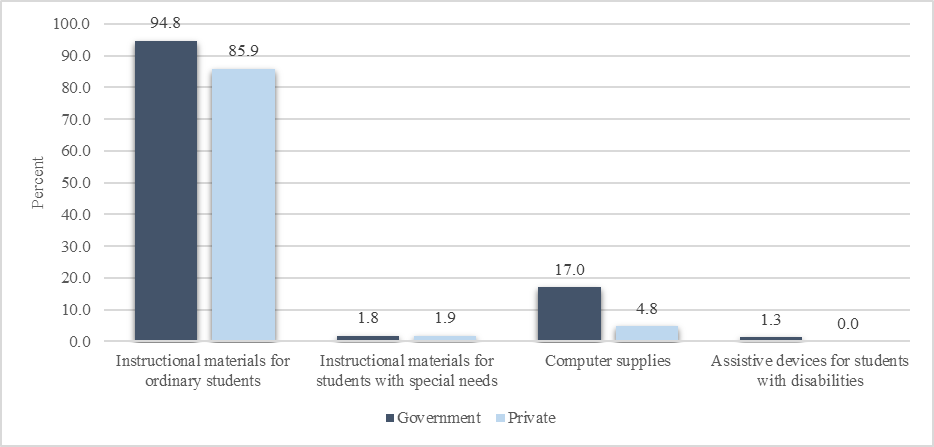 100.0
90.0
80.0
70.0
60.0
50.0
40.0
30.0
20.0
10.0
0.0
Percent
94.8
85.9
1.8
1.9
17.0
4.8
1.3
0.0
Instructional materials for
ordinary students
Instructional materials for
students with special needs
Computer supplies
Assistive devices for students
with disabilities
Government
Private